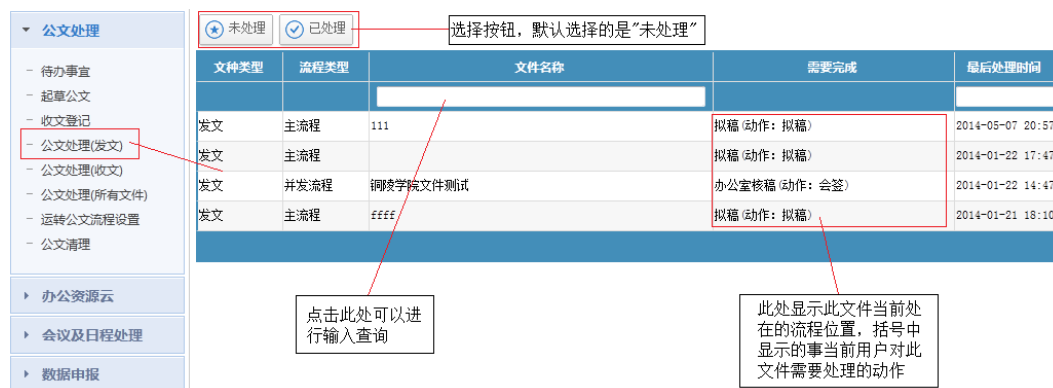 公文处理
待办事宜
起草公文
收文登记
公文处理(发文)
公文处理(收文)
公文处理(所有文件)
运转公文流程设置
公文清理
办公资源云
会议及日程处理
数据申报
未处理 已处理
选择按钮，默认选择的是"未处理"
文种类型 流程类型 文件名称 需要完成 最后处理时间
发文 主流程 111 拟稿(动作：拟稿) 2014-05-07 20:57
发文 主流程 拟稿(动作：拟稿) 2014-01-22 17:47
发文 并发流程 铜陵学院文件测试 办公室核稿(动作：会签) 2014-01-22 14:47
发文 主流程 ffff 拟稿(动作：拟稿) 2014-01-21 18:10
点击此处可以进
行输入查询
此处显示此文件当前处
在的流程位置，括号中
显示的事当前用户对此
文件需要处理的动作